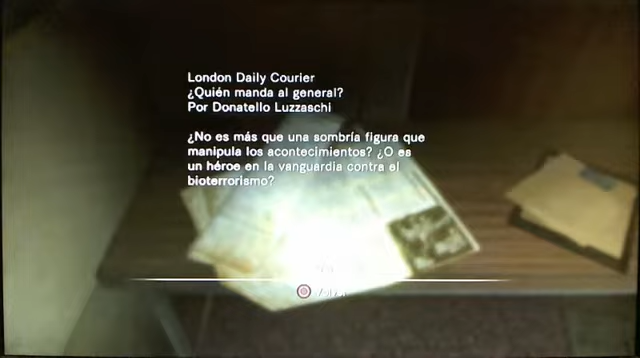 London Daily Courier
¿Quién manda al general?
Por Donatello Luzzaschi
¿No es más que una sombría figura que
manipula los acontecimientos? ¿O es
un héroe en la vanguardia contra el
bioterrorismo?